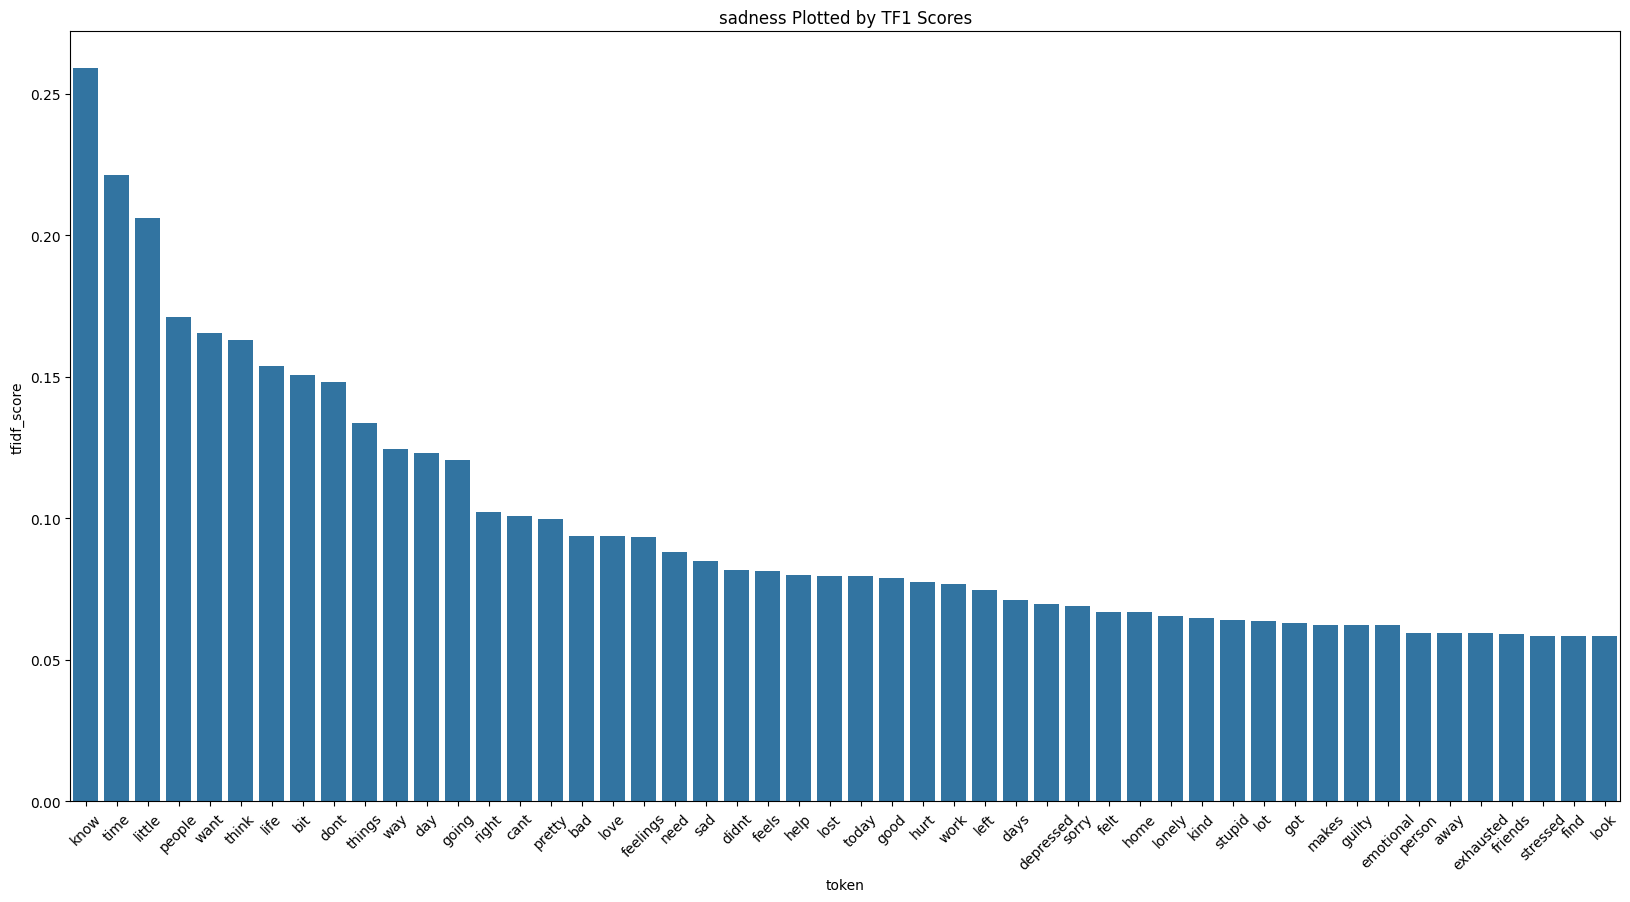 sadness Plotted by TF1 Scores
0.25
0.20
0.15
0.10
0.05
0.00
tfidf_score
know time little people want think life bit dont things way day going right cant pretty bad love feelings need sad didnt feels help lost today good hurt work left days depressed sorry felt home lonely kind stupid lot got makes guilty emotional person away exhausted friends stressed find look
token